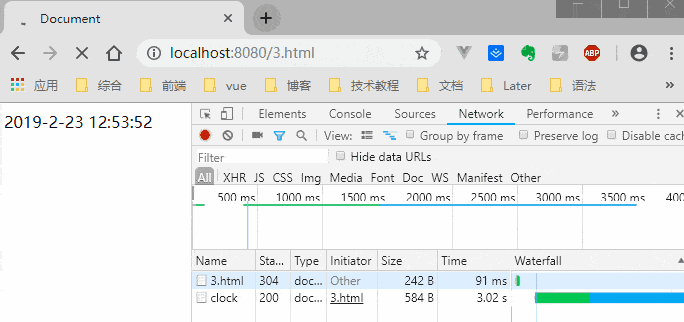 Document
localhost:8080/3.html
ABP
应用 综合 前端 vue 博客 技术教程 文档 Later 语法
2019-2-23 12:53:52
Elements Console Sources Network Performance
View: Group by frame Preserve log Disable cach
Filter Hide data URLs
All XHR JS CSS Img Media Font Doc WS Manifest Other
500 ms 1000 ms 1500 ms 2000 ms 2500 ms 3000 ms 3500 ms 400
Name Sta... Type Initiator Size Time Waterfall
3.html 304 doc... Other 242 B 91 ms
clock 200 doc... 3.html 584 B 3.02 s